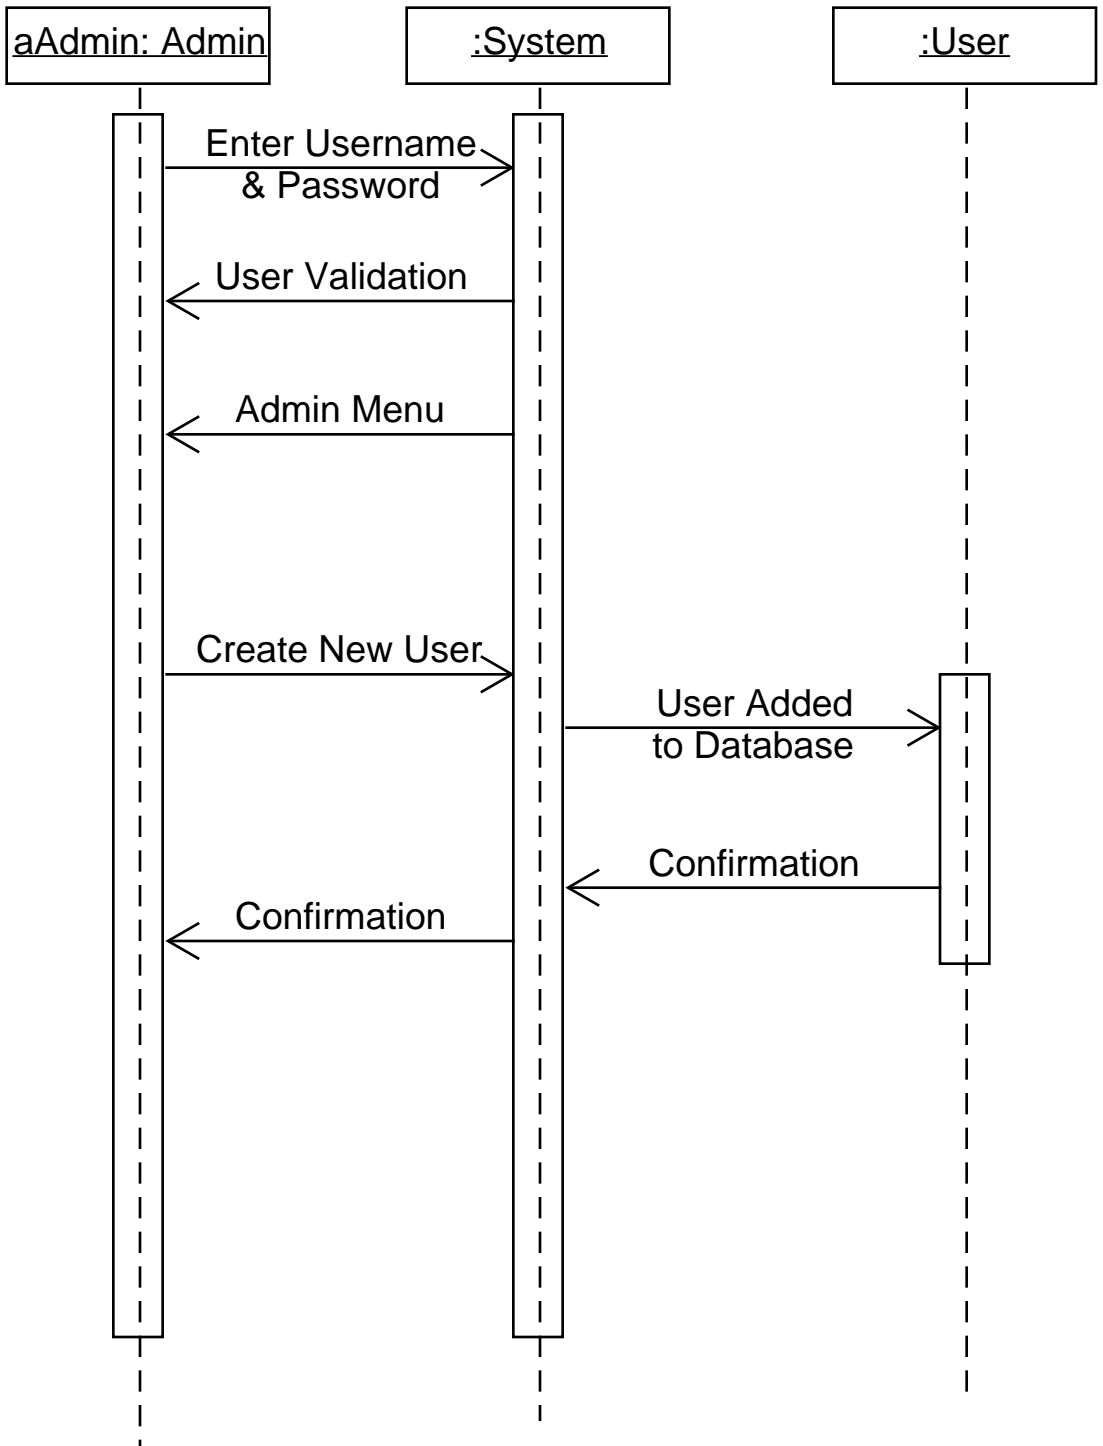 aAdmin: Admin
:System
:User
Enter Username
& Password
User Validation
Admin Menu
Create New User
User Added
to Database
Confirmation
Confirmation